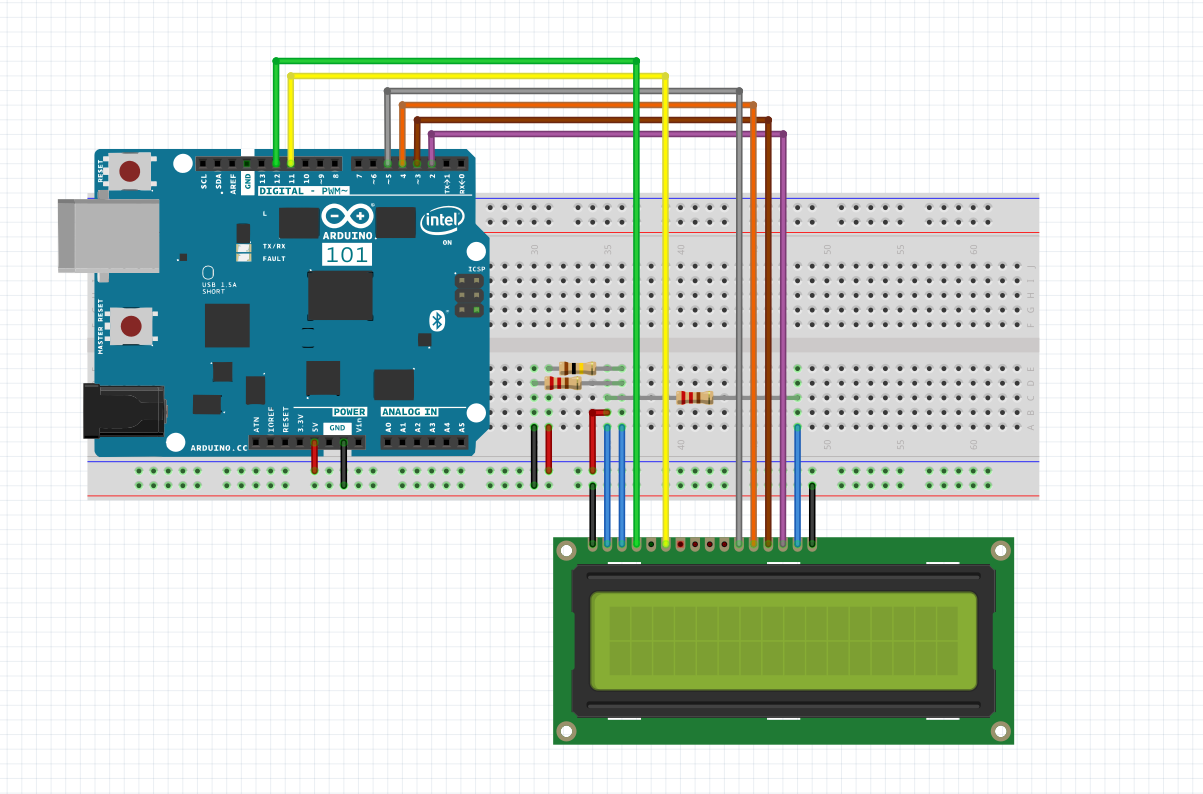 RESET
SCL
SDA
AREF
GND
13
12
11
10
~9
8
7
~6
~5
4
~3
2
TX→1
RX←0
DIGITAL - PWM~
L
TX/RX
FAULT
ARDUINO
101
intel
ON
ICSP
USB 1.5A
SHORT
MASTER RESET
30
35
40
50
55
60
J
I
H
G
F
E
D
C
B
A
POWER
ANALOG IN
ATN
IOREF
RESET
3.3V
5V
GND
Vin
A0
A1
A2
A3
A4
A5
ARDUINO.CC
40
50
55
60